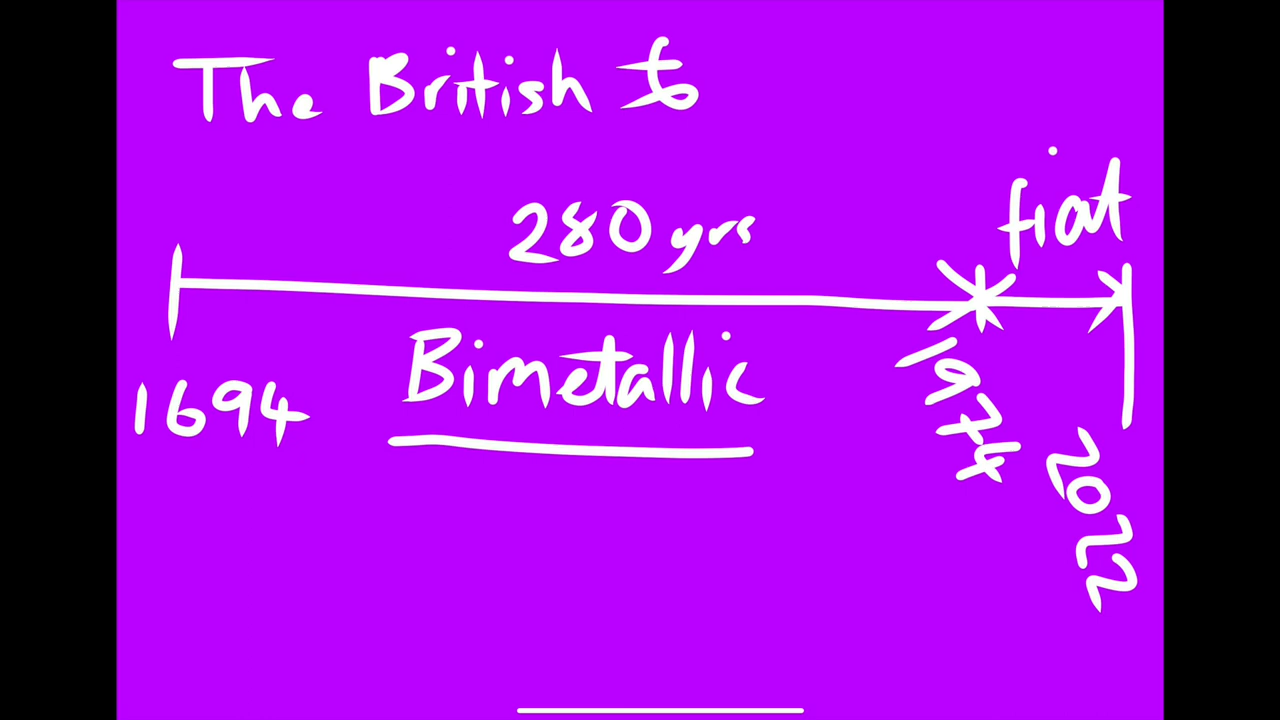 The British £
280 yrs
fiat
Bimetallic
1694
1974
2022